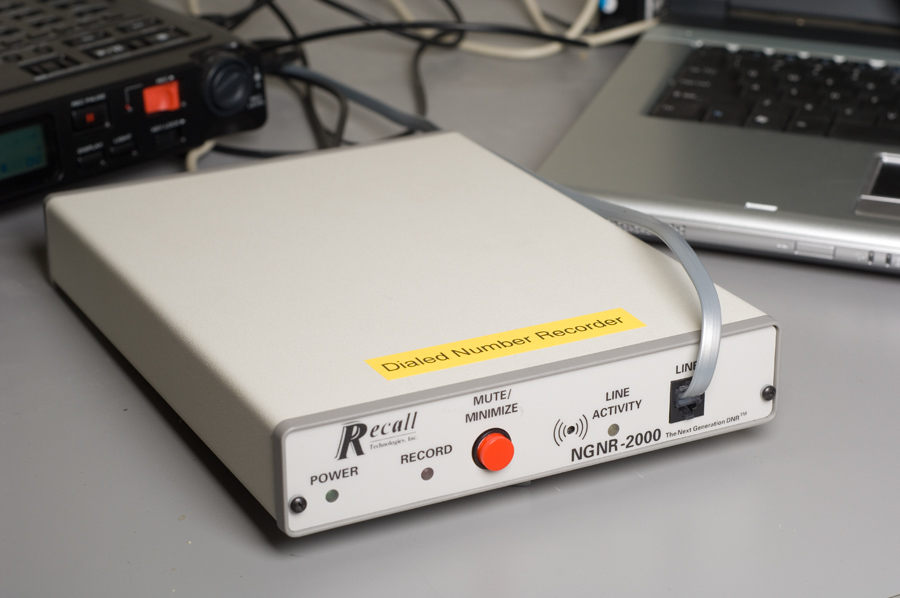 Dialed Number Recorder
Recall
Technologies, Inc.
POWER
RECORD
MUTE/
MINIMIZE
LINE
ACTIVITY
LINE
NGNR-2000
The Next Generation DNR™